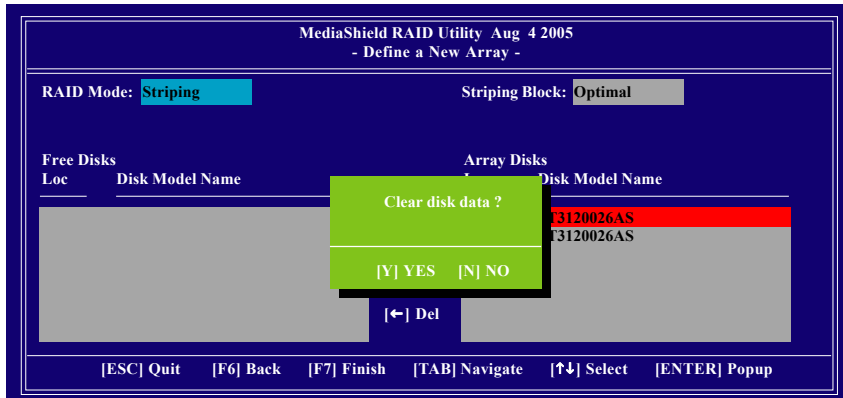 MediaShield RAID Utility Aug 4 2005
- Define a New Array -
RAID Mode: Striping
Striping Block: Optimal
Free Disks
Array Disks
Loc Disk Model Name
Disk Model Name
Clear disk data ?
[Y] YES [N] NO
T3120026AS
T3120026AS
[←] Del
[ESC] Quit [F6] Back [F7] Finish [TAB] Navigate [↑↓] Select [ENTER] Popup